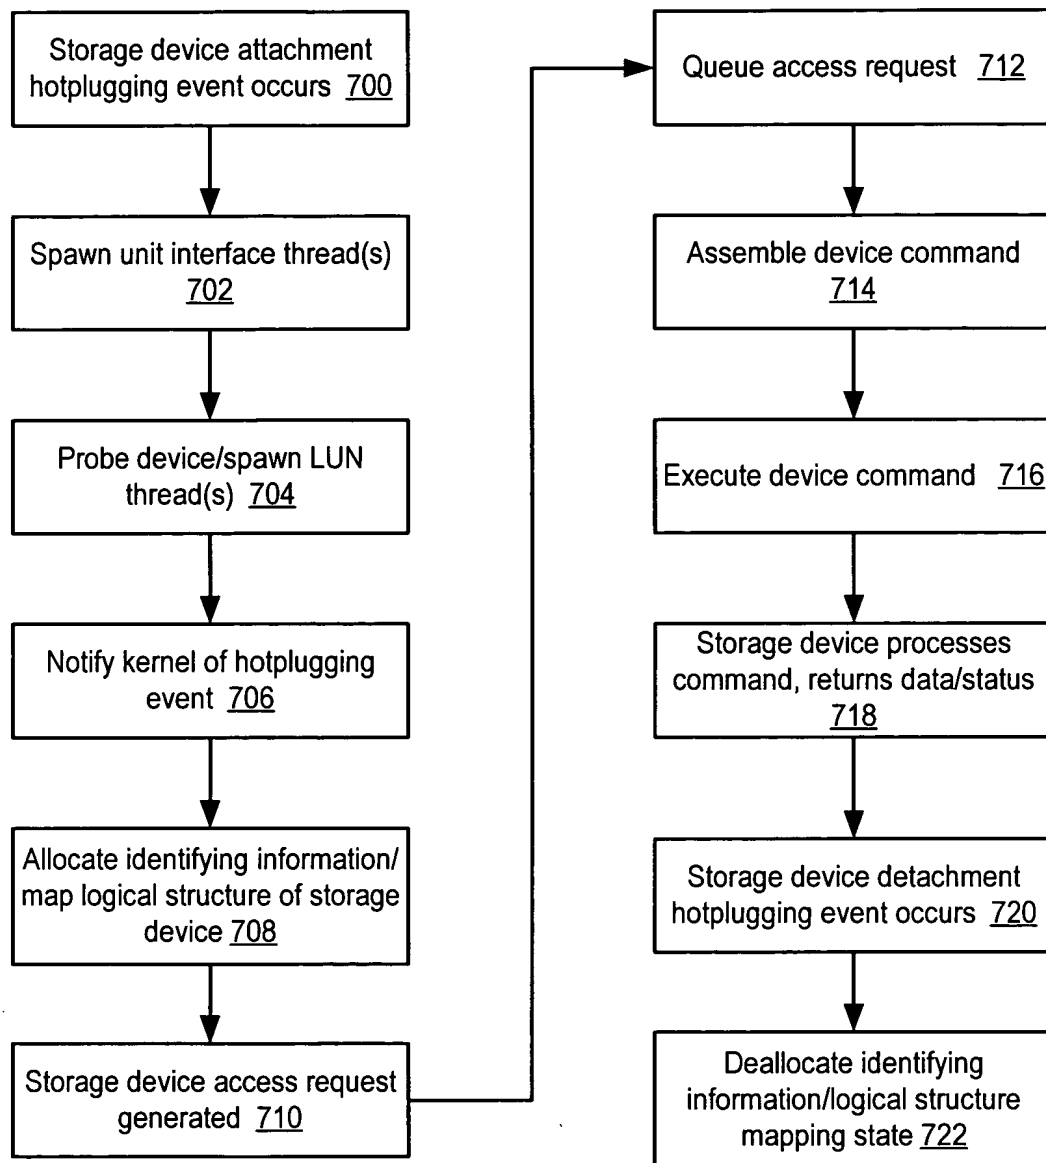 Storage device attachment
hotplugging event occurs 700
Spawn unit interface thread(s)
702
Probe device/spawn LUN
thread(s) 704
Notify kernel of hotplugging
event 706
Allocate identifying information/
map logical structure of storage
device 708
Storage device access request
generated 710
Queue access request 712
Assemble device command
714
Execute device command 716
Storage device processes
command, returns data/status
718
Storage device detachment
hotplugging event occurs 720
Deallocate identifying
information/logical structure
mapping state 722